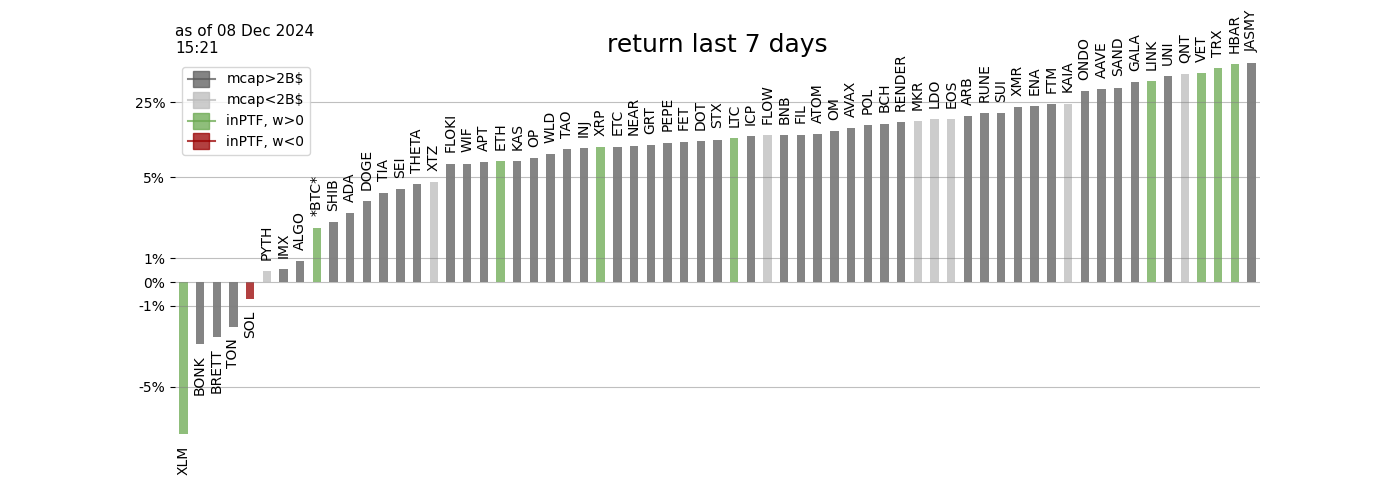 as of 08 Dec 2024
15:21
return last 7 days
mcap>2B$
mcap<2B$
inPTF, w>0
inPTF, w<0
25%
5%
1%
0%
-1%
-5%
XLM
BONK
BRETT
TON
SOL
PYTH
IMX
ALGO
*BTC*
SHIB
ADA
DOGE
TIA
SEI
THETA
XTZ
FLOKI
WIF
APT
ETH
KAS
OP
WLD
TAO
INJ
XRP
ETC
NEAR
GRT
PEPE
FET
DOT
STX
LTC
ICP
FLOW
BNB
FIL
ATOM
OM
AVAX
POL
BCH
RENDER
MKR
LDO
EOS
ARB
RUNE
SUI
XMR
ENA
FTM
KAIA
ONDO
AAVE
SAND
GALA
LINK
UNI
QNT
VET
TRX
HBAR
JASMY